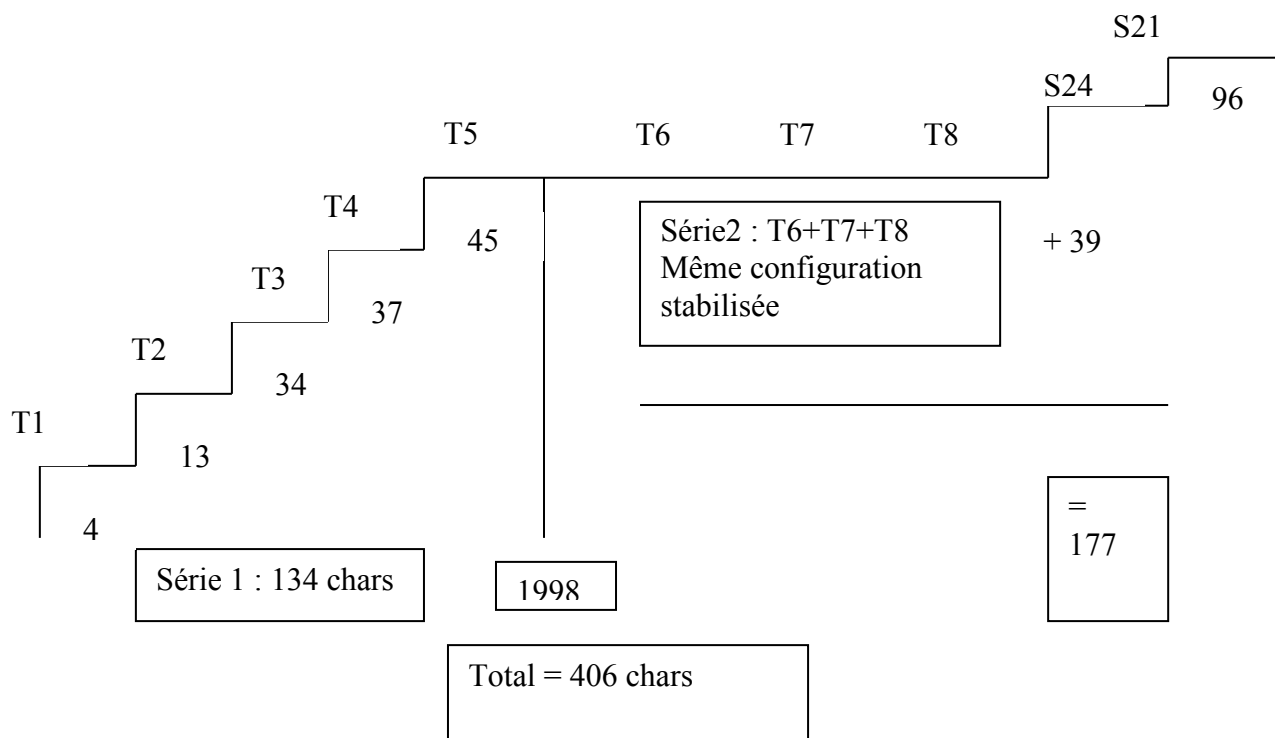 S21
S24
96
T5
T6
T7
T8
T4
45
Série2 : T6+T7+T8
Même configuration
stabilisée
+ 39
T3
37
T2
34
T1
13
4
=
177
Série 1 : 134 chars
1998
Total = 406 chars